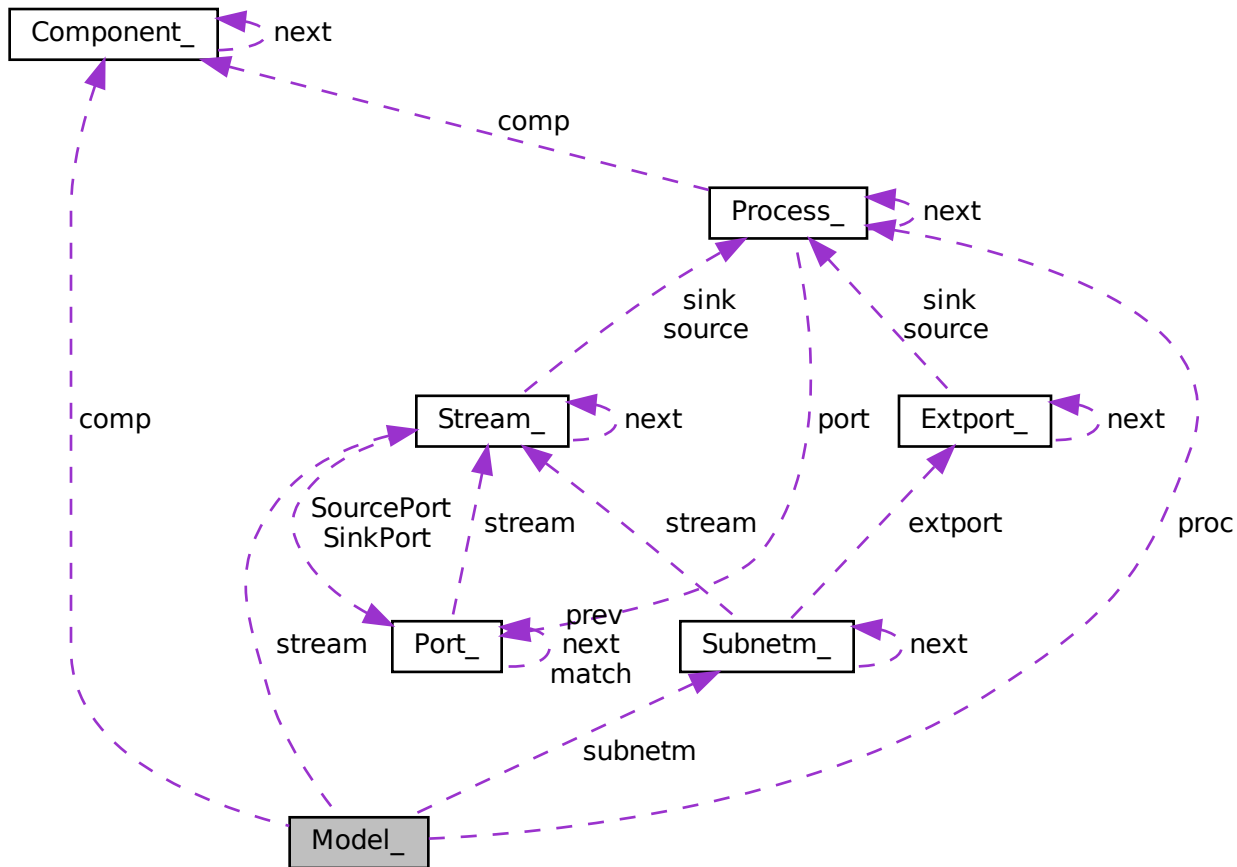 Component_
next
comp
Process_
next
sink
source
sink
source
Stream_
next
port
Extport_
next
comp
SourcePort
SinkPort
stream
stream
extport
proc
prev
next
match
Port_
Subnetm_
next
stream
subnetm
Model_